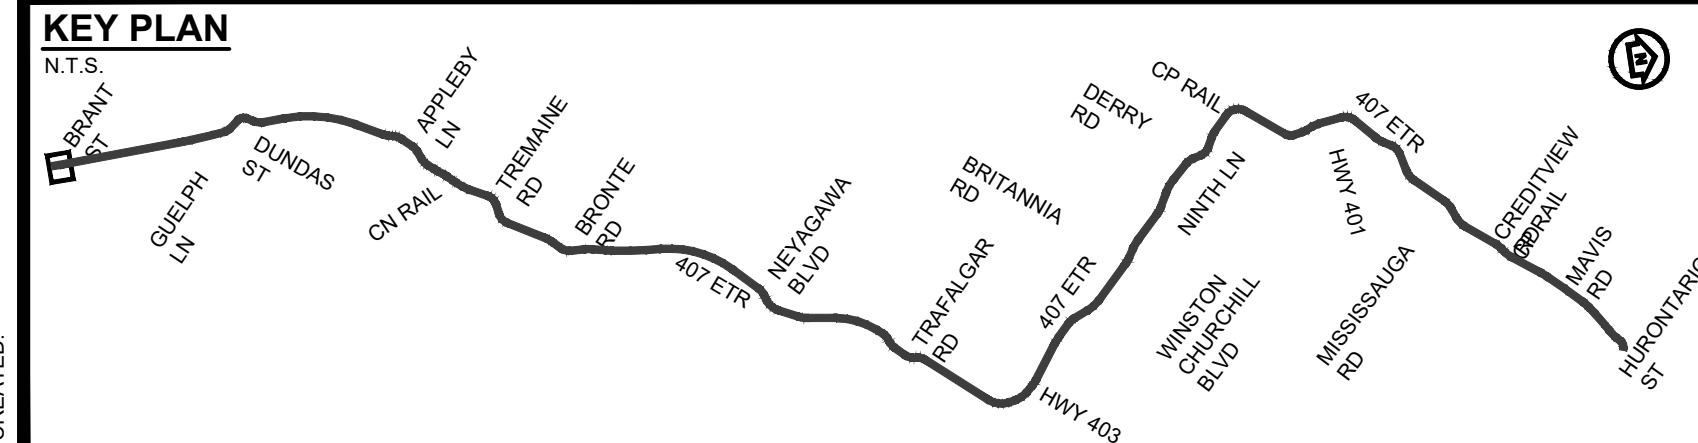 KEY PLAN
N.T.S.
BRANT
ST
GUELPH
LN
DUNDAS
ST
APPLEBY
LN
CN RAIL
TREMAINE
RD
BRONTE
RD
407 ETR
NEYAGAWA
BLVD
TRAFALGAR
RD
HWY 403
407 ETR
BRITANNIA
RD
DERRY
RD
CP RAIL
NINTH LN
WINSTON
CHURCHILL
BLVD
HWY 401
407 ETR
MISSISSAUGA
RD
CREDITVIEW
RD
CP RAIL
MAVIS
RD
HURONTARIO
ST
N